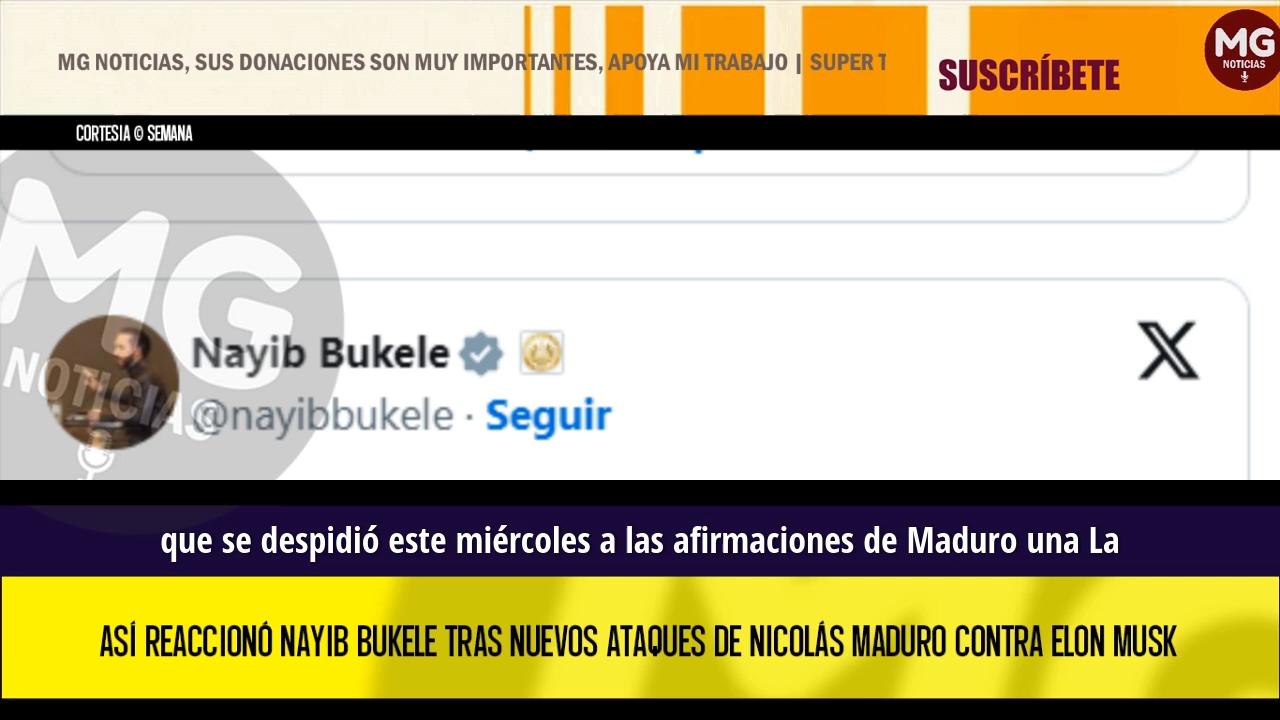 MG NOTICIAS, SUS DONACIONES SON MUY IMPORTANTES, APOYA MI TRABAJO | SUPER T
SUSCRÍBETE
MG
NOTICIAS
CORTESIA © SEMANA
MG
NOTICIAS
Nayib Bukele
@nayibbukele · Seguir
que se despidió este miércoles a las afirmaciones de Maduro una La
ASÍ REACCIONÓ NAYIB BUKELE TRAS NUEVOS ATAQUES DE NICOLÁS MADURO CONTRA ELON MUSK